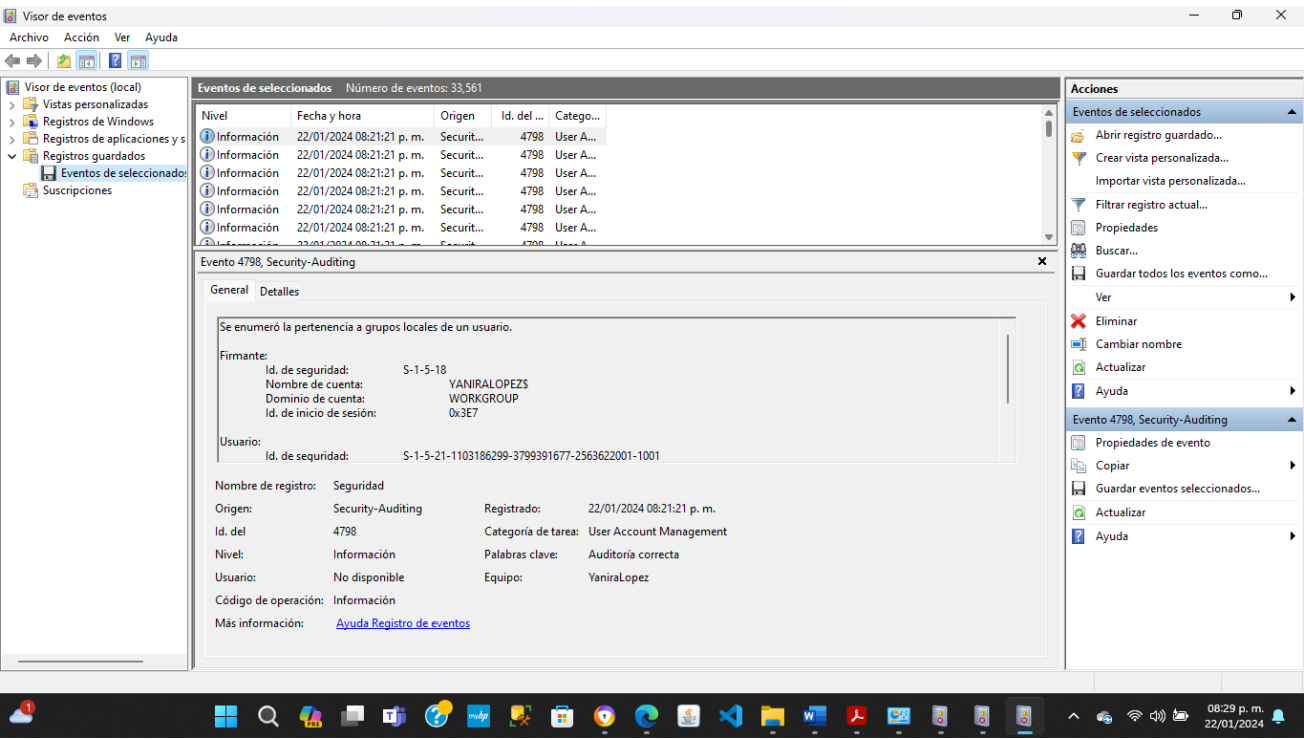 Visor de eventos
Archivo Acción Ver Ayuda
Visor de eventos (local)
Vistas personalizadas
Registros de Windows
Registros de aplicaciones y s
Registros guardados
Eventos de seleccionados
Suscripciones
Eventos de seleccionados Número de eventos: 33,561
Nivel Fecha y hora Origen Id. del ... Catego...
Información 22/01/2024 08:21:21 p. m. Securit... 4798 User A...
Información 22/01/2024 08:21:21 p. m. Securit... 4798 User A...
Información 22/01/2024 08:21:21 p. m. Securit... 4798 User A...
Información 22/01/2024 08:21:21 p. m. Securit... 4798 User A...
Información 22/01/2024 08:21:21 p. m. Securit... 4798 User A...
Información 22/01/2024 08:21:21 p. m. Securit... 4798 User A...
Evento 4798, Security-Auditing
General Detalles
Se enumeró la pertenencia a grupos locales de un usuario.
Firmante:
Id. de seguridad: S-1-5-18
Nombre de cuenta: YANIRALOPEZ$
Dominio de cuenta: WORKGROUP
Id. de inicio de sesión: 0x3E7
Usuario:
Id. de seguridad: S-1-5-21-1103186299-3799391677-2563622001-1001
Nombre de registro: Seguridad
Origen: Security-Auditing Registrado: 22/01/2024 08:21:21 p. m.
Id. del 4798 Categoría de tarea: User Account Management
Nivel: Información Palabras clave: Auditoría correcta
Usuario: No disponible Equipo: YaniraLopez
Código de operación: Información
Más información: Ayuda Registro de eventos
Acciones
Eventos de seleccionados
Abrir registro guardado...
Crear vista personalizada...
Importar vista personalizada...
Filtrar registro actual...
Propiedades
Buscar...
Guardar todos los eventos como...
Ver
Eliminar
Cambiar nombre
Actualizar
Ayuda
Evento 4798, Security-Auditing
Propiedades de evento
Copiar
Guardar eventos seleccionados...
Actualizar
Ayuda
1
PRE
myhp
08:29 p. m.
22/01/2024